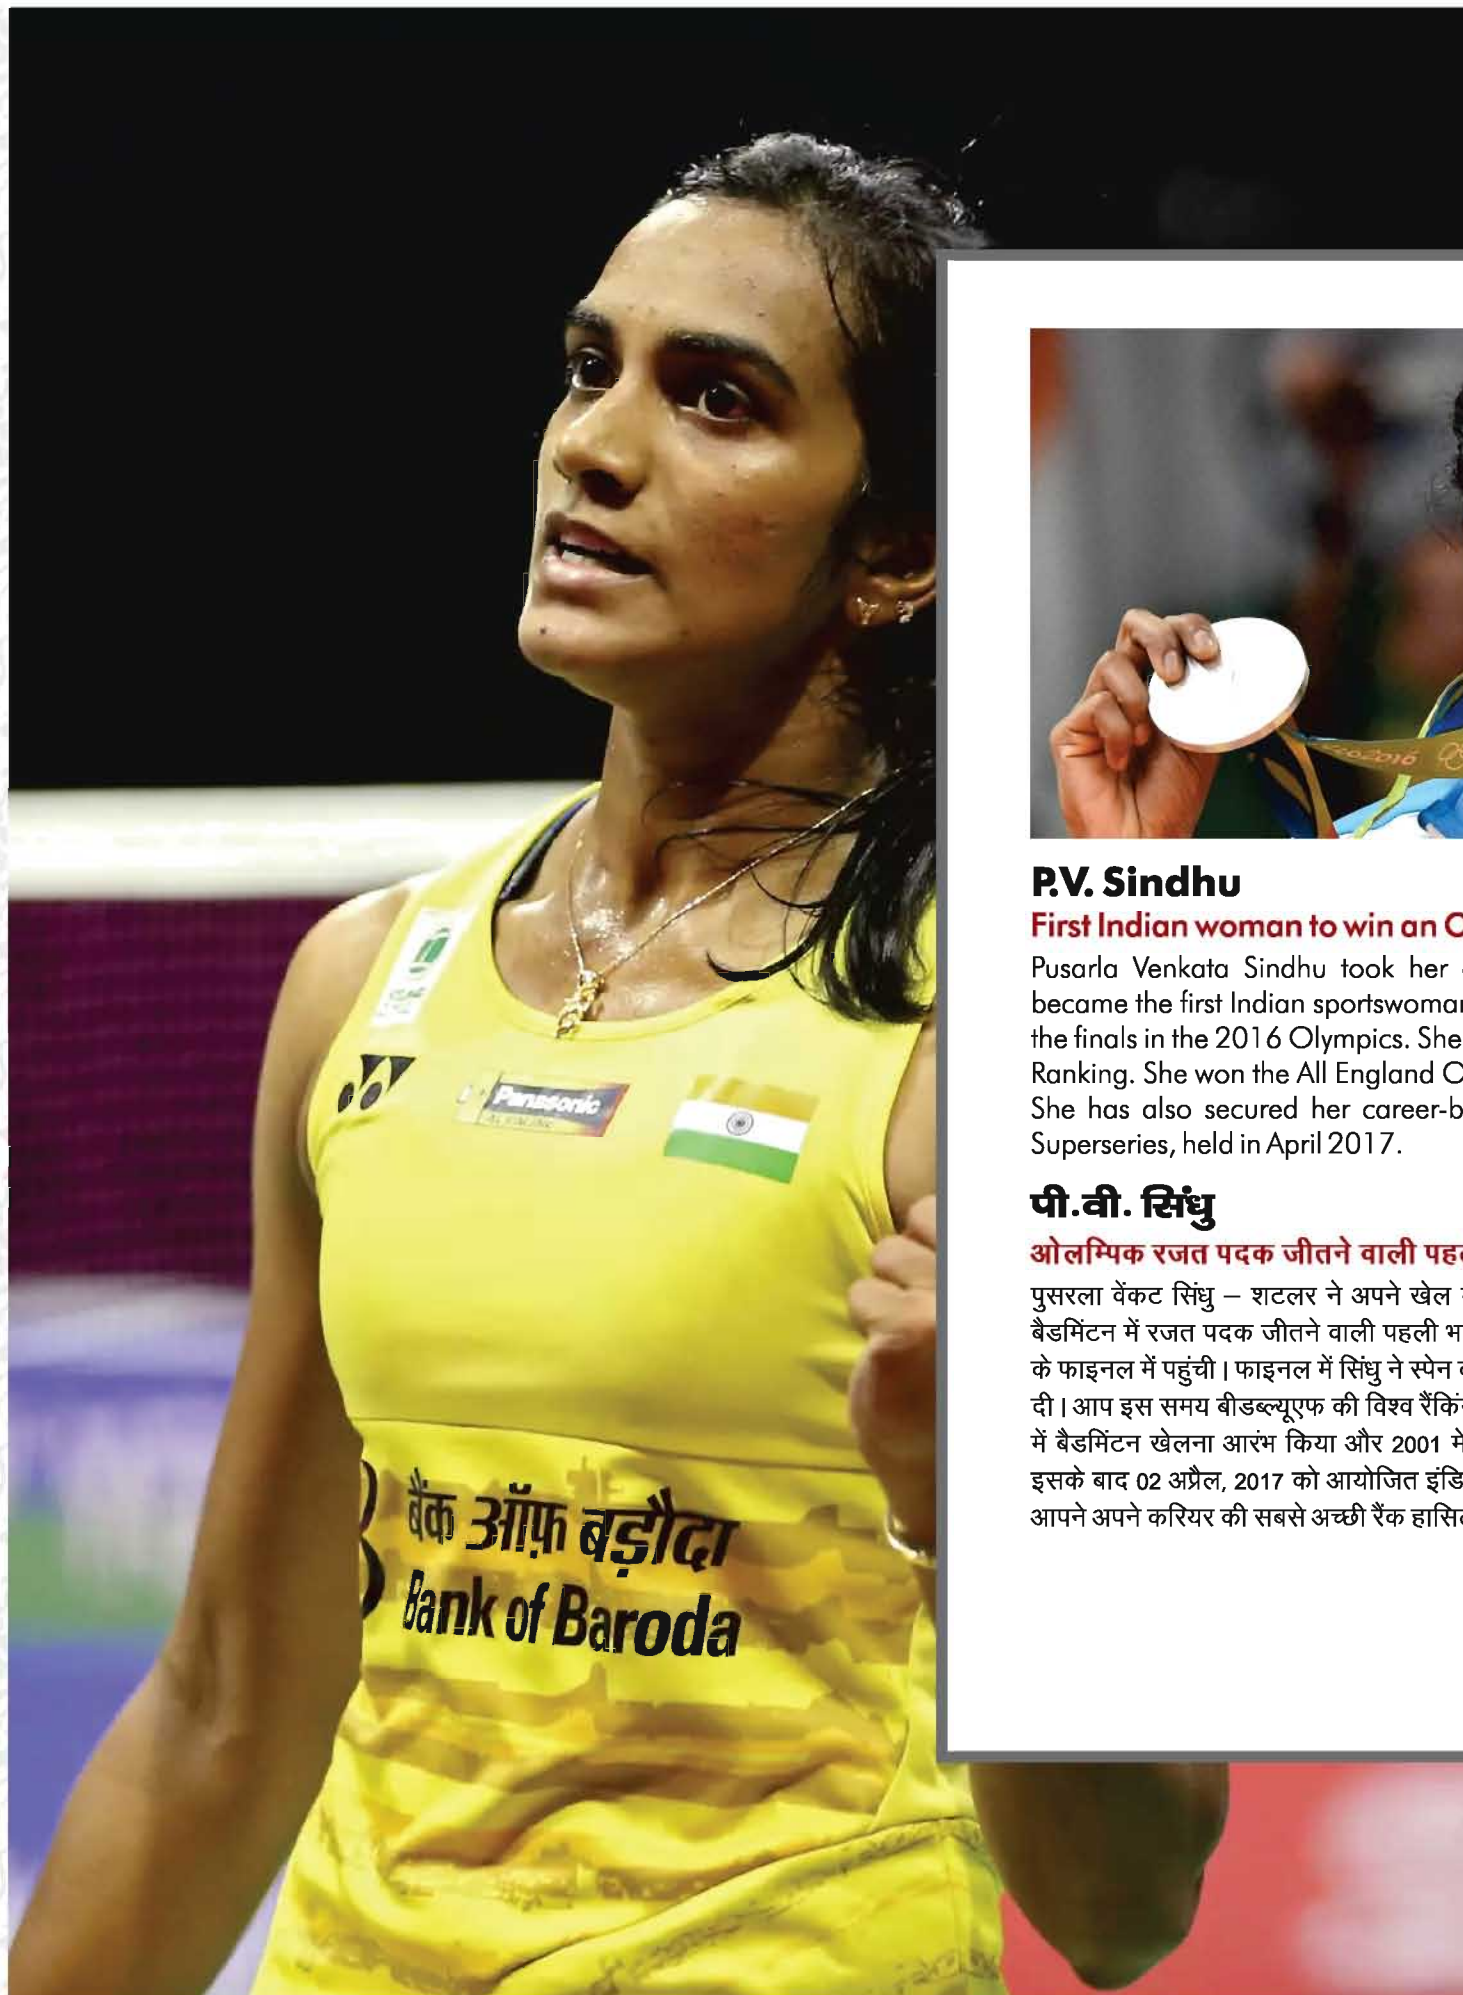 Panasonic
बैंक ऑफ़ बड़ौदा
Bank of Baroda
P.V. Sindhu
First Indian woman to win an
Pusarla Venkata Sindhu took her
became the first Indian sportswoman
the finals in the 2016 Olympics. She
Ranking. She won the All England
She has also secured her career-b
Superseries, held in April 2017.
पी.वी. सिंधु
ओलम्पिक रजत पदक जीतने वाली
पुसरला वेंकट सिंधु – शटलर ने अपने खेल
बैडमिंटन में रजत पदक जीतने वाली पहली
के फाइनल में पहुंची। फाइनल में सिंधु ने स्पेन
दी। आप इस समय बीडब्ल्यूएफ की विश्व
में बैडमिंटन खेलना आरंभ किया और 2001
इसके बाद 02 अप्रैल, 2017 को आयोजित
आपने अपने करियर की सबसे अच्छी रैंक